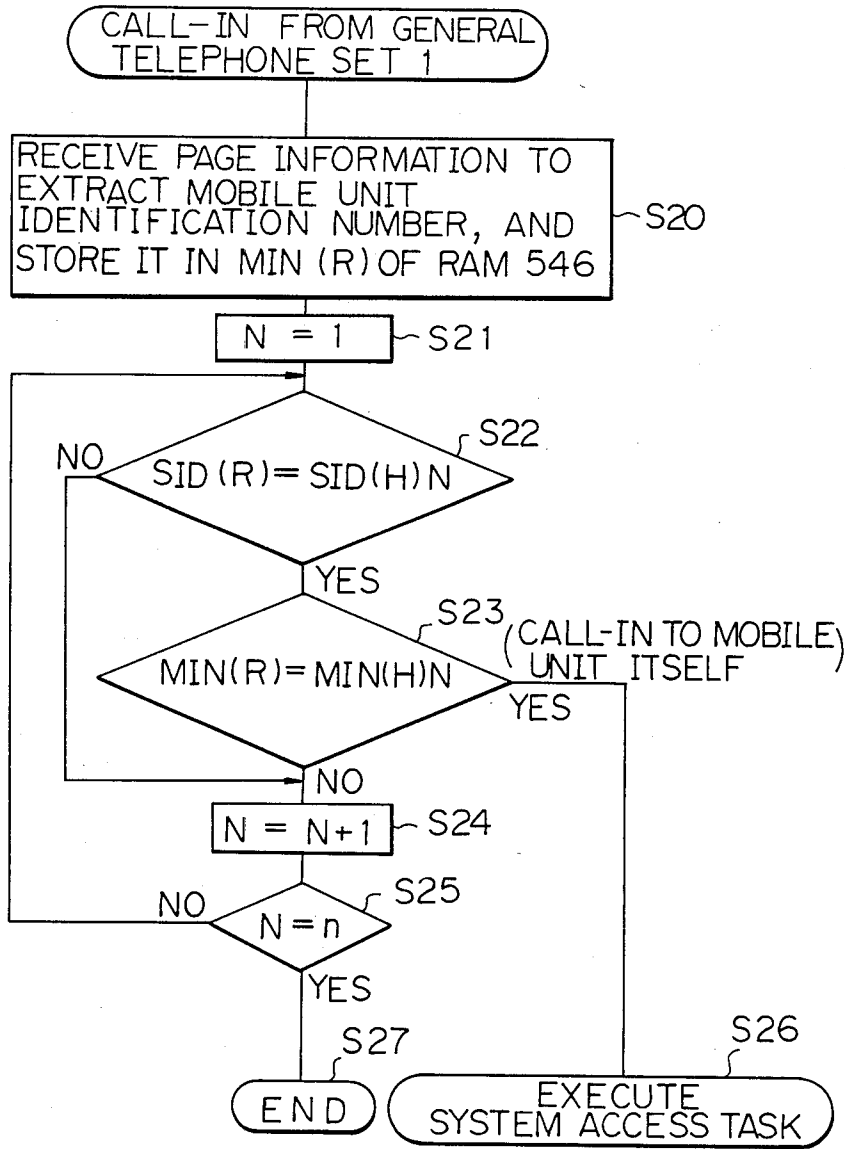 CALL-IN FROM GENERAL
TELEPHONE SET 1
RECEIVE PAGE INFORMATION TO
EXTRACT MOBILE UNIT
IDENTIFICATION NUMBER, AND
STORE IT IN MIN (R) OF RAM 546
S20
N = 1
S21
S22
NO
SID (R) = SID(H)N
YES
S23
(CALL-IN TO MOBILE)
UNIT ITSELF
MIN(R) = MIN(H)N
YES
NO
N = N+1
S24
S25
NO
N = n
YES
S27
S26
END
EXECUTE
SYSTEM ACCESS TASK